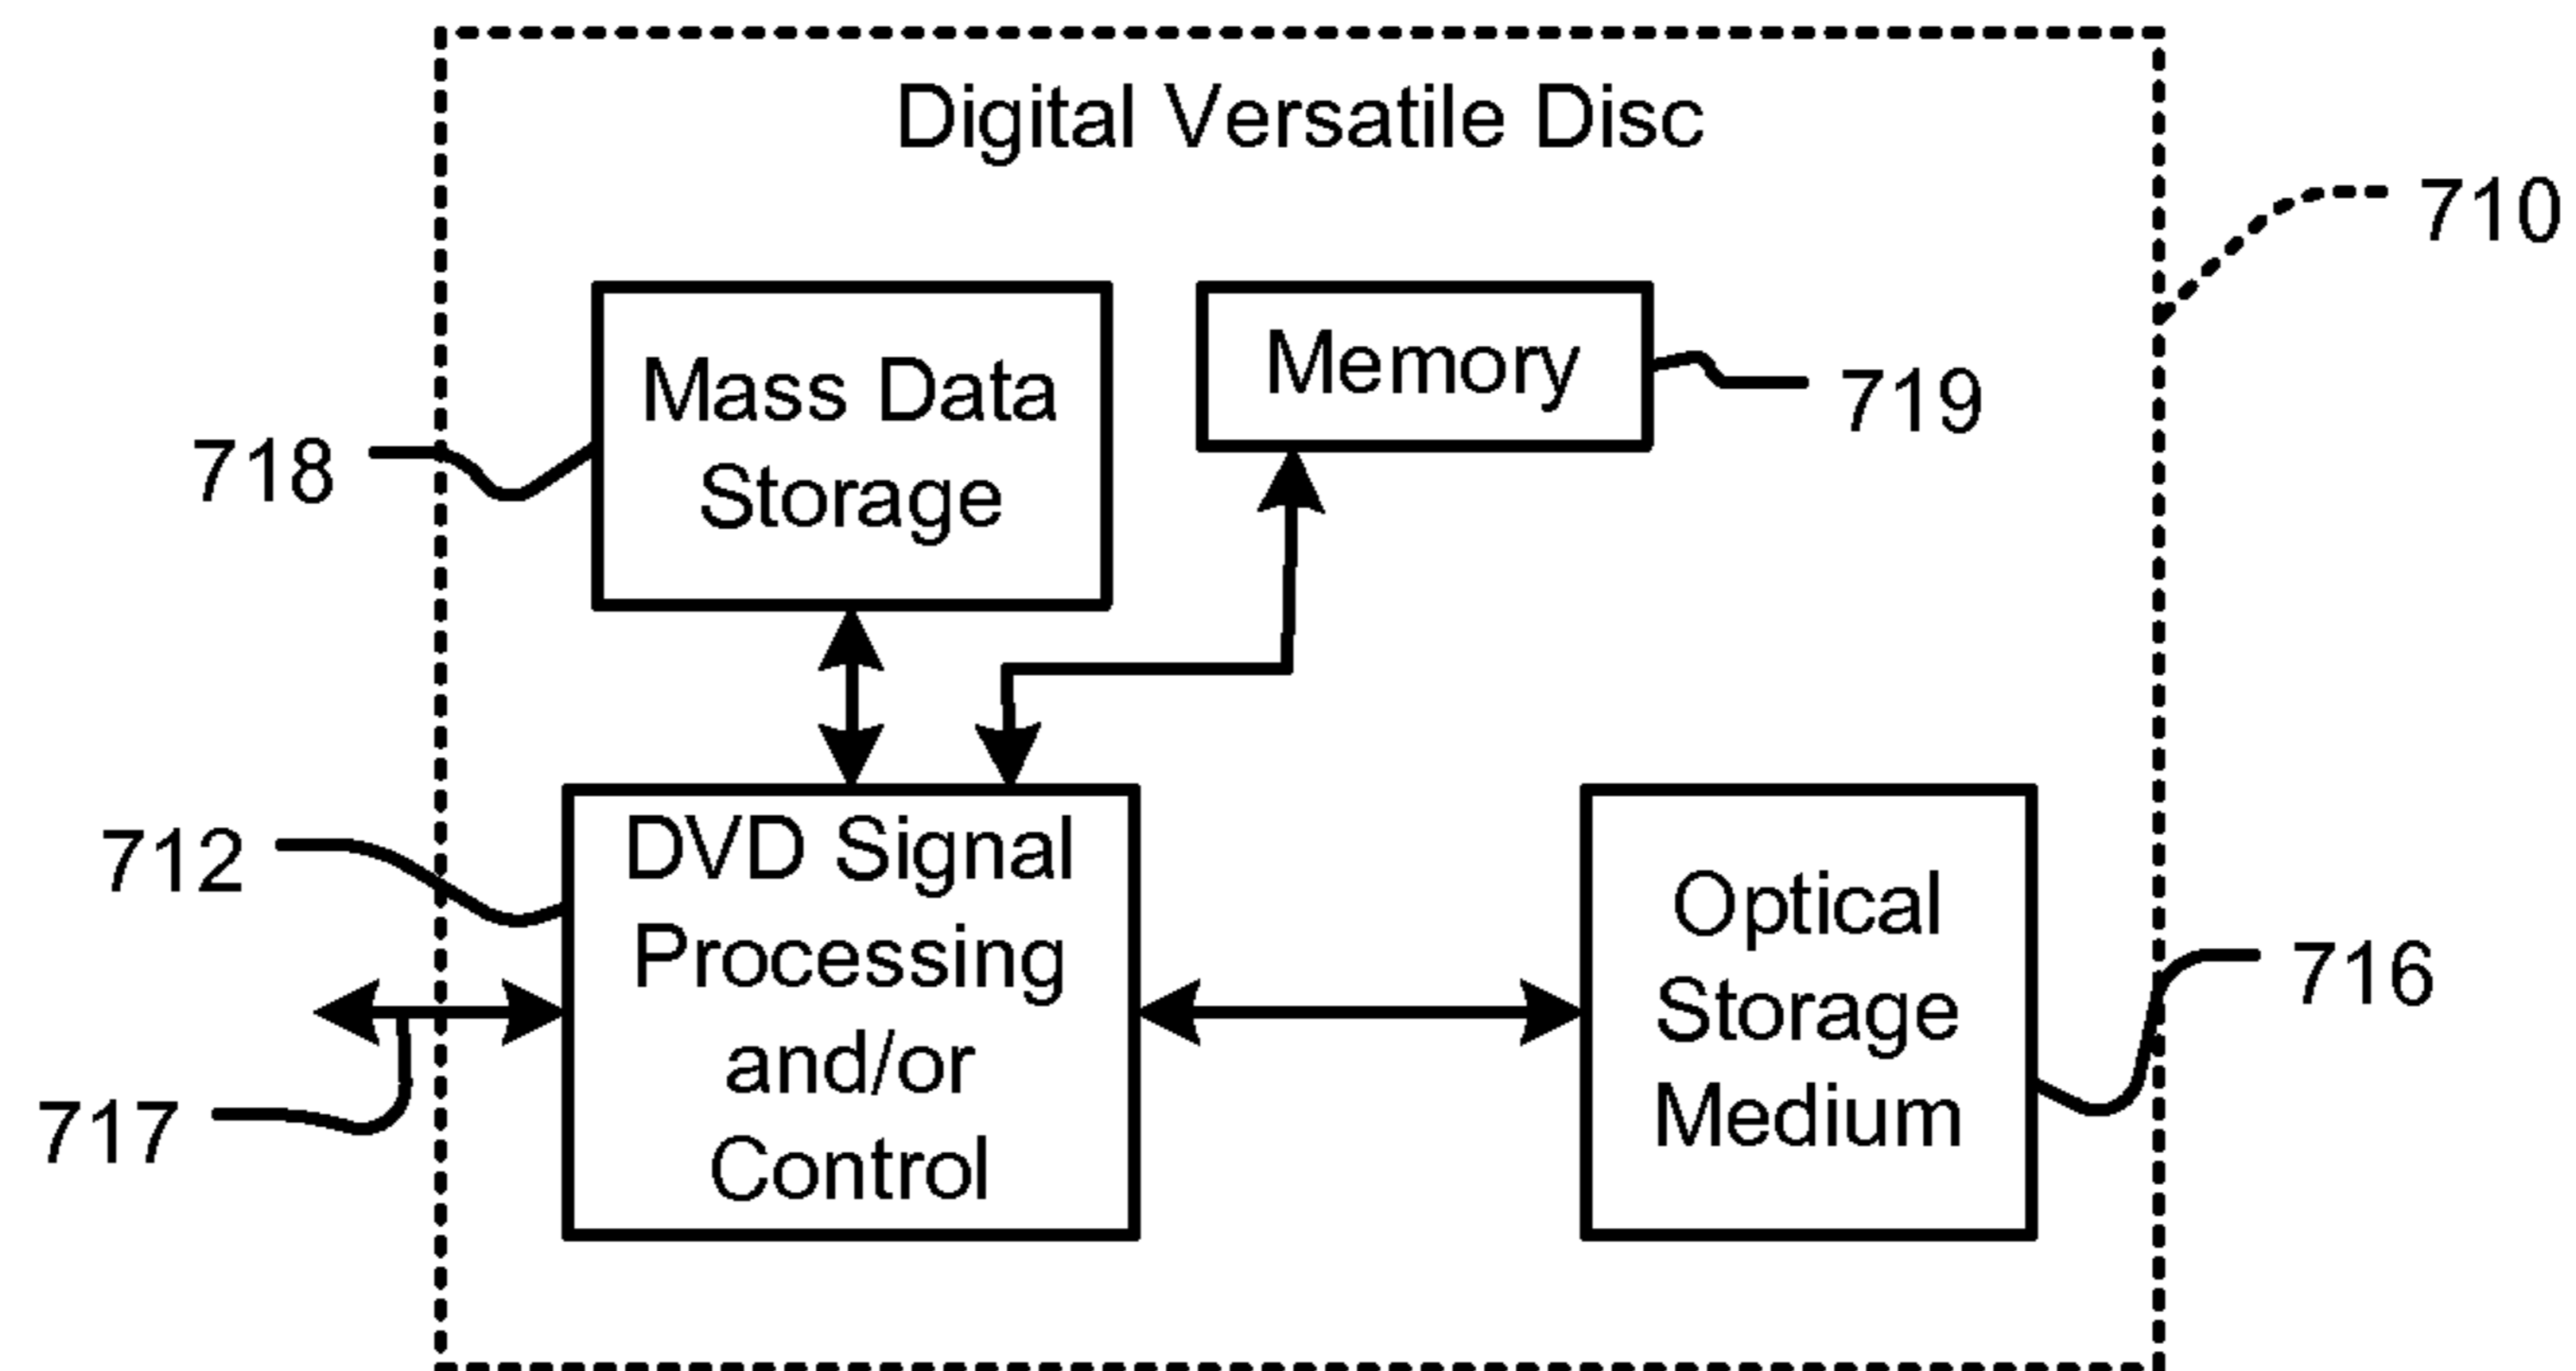 Digital Versatile Disc
710
Mass Data
Storage
718
Memory
719
DVD Signal
Processing
and/or
Control
712
717
Optical
Storage
Medium
716